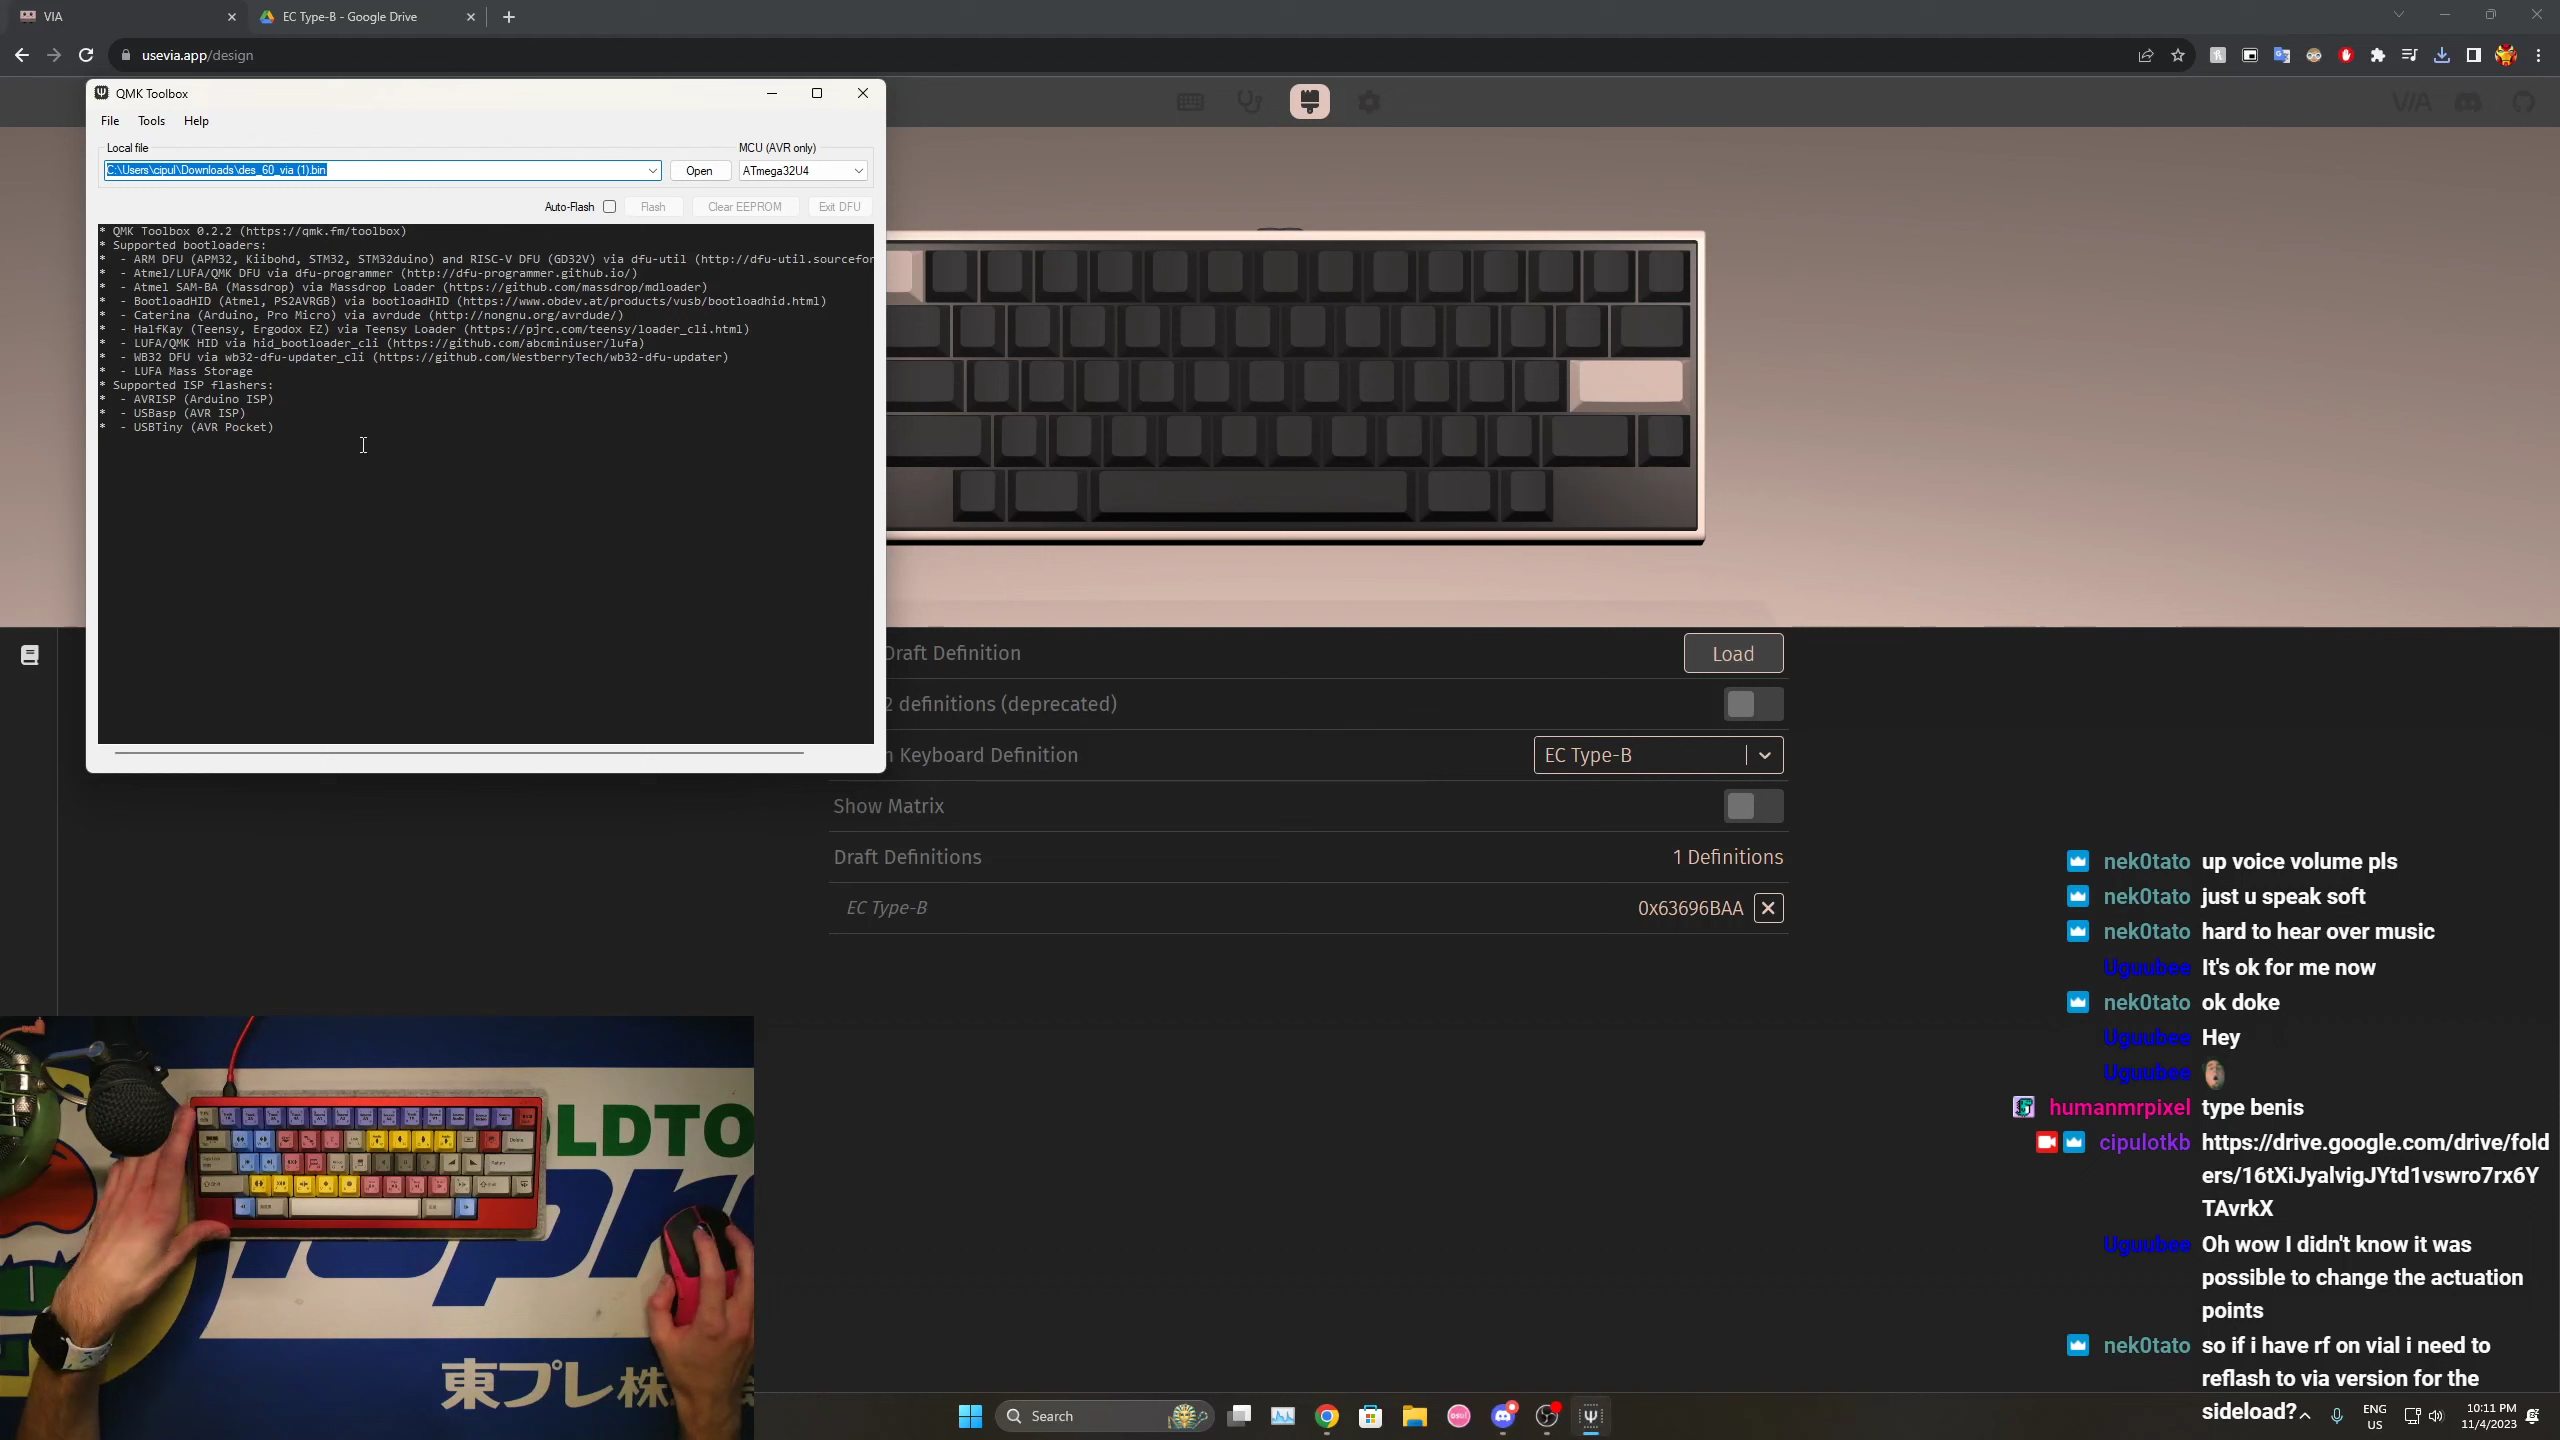 VIA
EC Type-B - Google Drive
usevia.app/design
QMK Toolbox
File Tools Help
Local file
MCU (AVR only)
C:\Users\cipul\Downloads\des_60_via (1).bin
Open
ATmega32U4
Auto-Flash
Flash
Clear EEPROM
Exit DFU
* QMK Toolbox 0.2.2 (https://qmk.fm/toolbox)
* Supported bootloaders:
* - ARM DFU (APM32, Kiibohd, STM32, STM32duino) and RISC-V DFU (GD32V) via dfu-util (http://dfu-util.sourcefor
* - Atmel/LUFA/QMK DFU via dfu-programmer (http://dfu-programmer.github.io/)
* - Atmel SAM-BA (Massdrop) via Massdrop Loader (https://github.com/massdrop/mdloader)
* - BootloadHID (Atmel, PS2AVRGB) via bootloadHID (https://www.obdev.at/products/vusb/bootloadhid.html)
* - Caterina (Arduino, Pro Micro) via avrdude (http://nongnu.org/avrdude/)
* - HalfKay (Teensy, Ergodox EZ) via Teensy Loader (https://pjrc.com/teensy/loader_cli.html)
* - LUFA/QMK HID via hid_bootloader_cli (https://github.com/abcminiuser/lufa)
* - WB32 DFU via wb32-dfu-updater_cli (https://github.com/WestberryTech/wb32-dfu-updater)
* - LUFA Mass Storage
* Supported ISP flashers:
* - AVRISP (Arduino ISP)
* - USBasp (AVR ISP)
* - USBTiny (AVR Pocket)
VIA
Draft Definition
Load
2 definitions (deprecated)
n Keyboard Definition
EC Type-B
Show Matrix
Draft Definitions
1 Definitions
EC Type-B
0x63696BAA
nek0tato up voice volume pls
nek0tato just u speak soft
nek0tato hard to hear over music
Uguubee It's ok for me now
nek0tato ok doke
Uguubee Hey
Uguubee
humanmrpixel type benis
cipulotkb https://drive.google.com/drive/fold
ers/16tXiJyalvigJYtd1vswro7rx6Y
TAvrkX
Uguubee Oh wow I didn't know it was
possible to change the actuation
points
nek0tato so if i have rf on vial i need to
reflash to via version for the
sideload?
OLDTO
東プレ株
Search
ENG
US
10:11 PM
11/4/2023